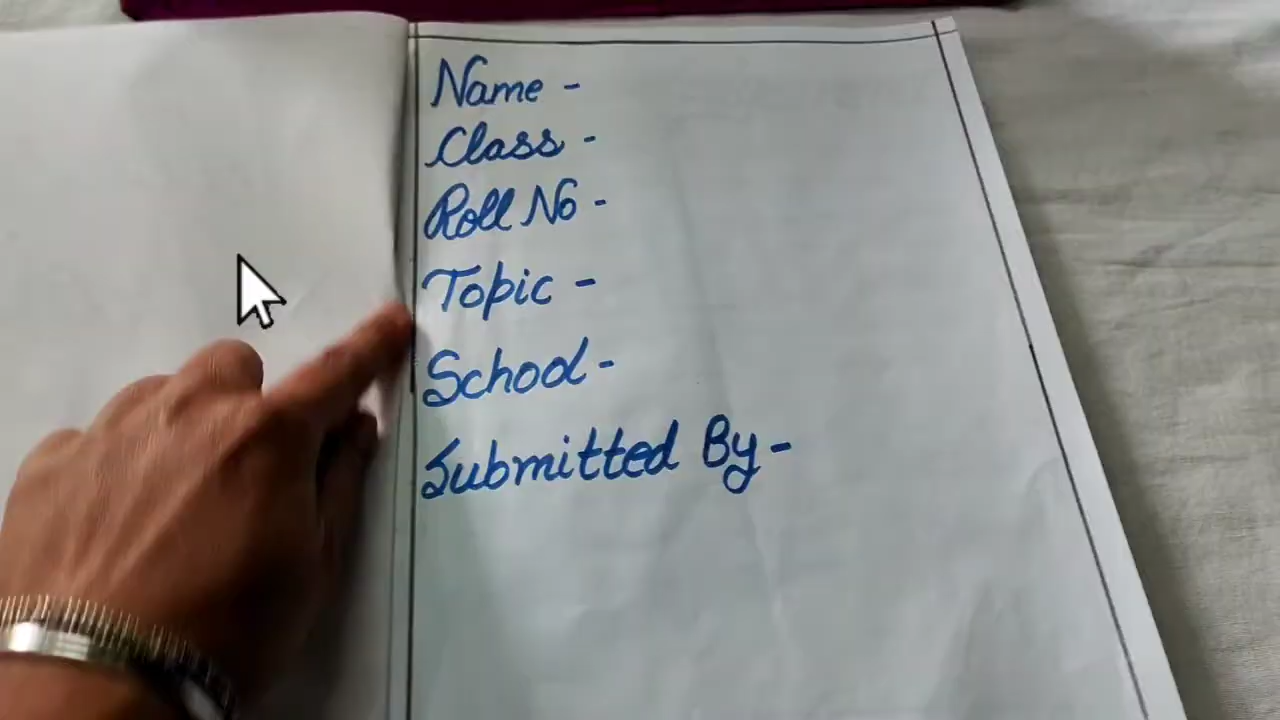 Name -
Class -
Roll No -
Topic -
School -
Submitted By -